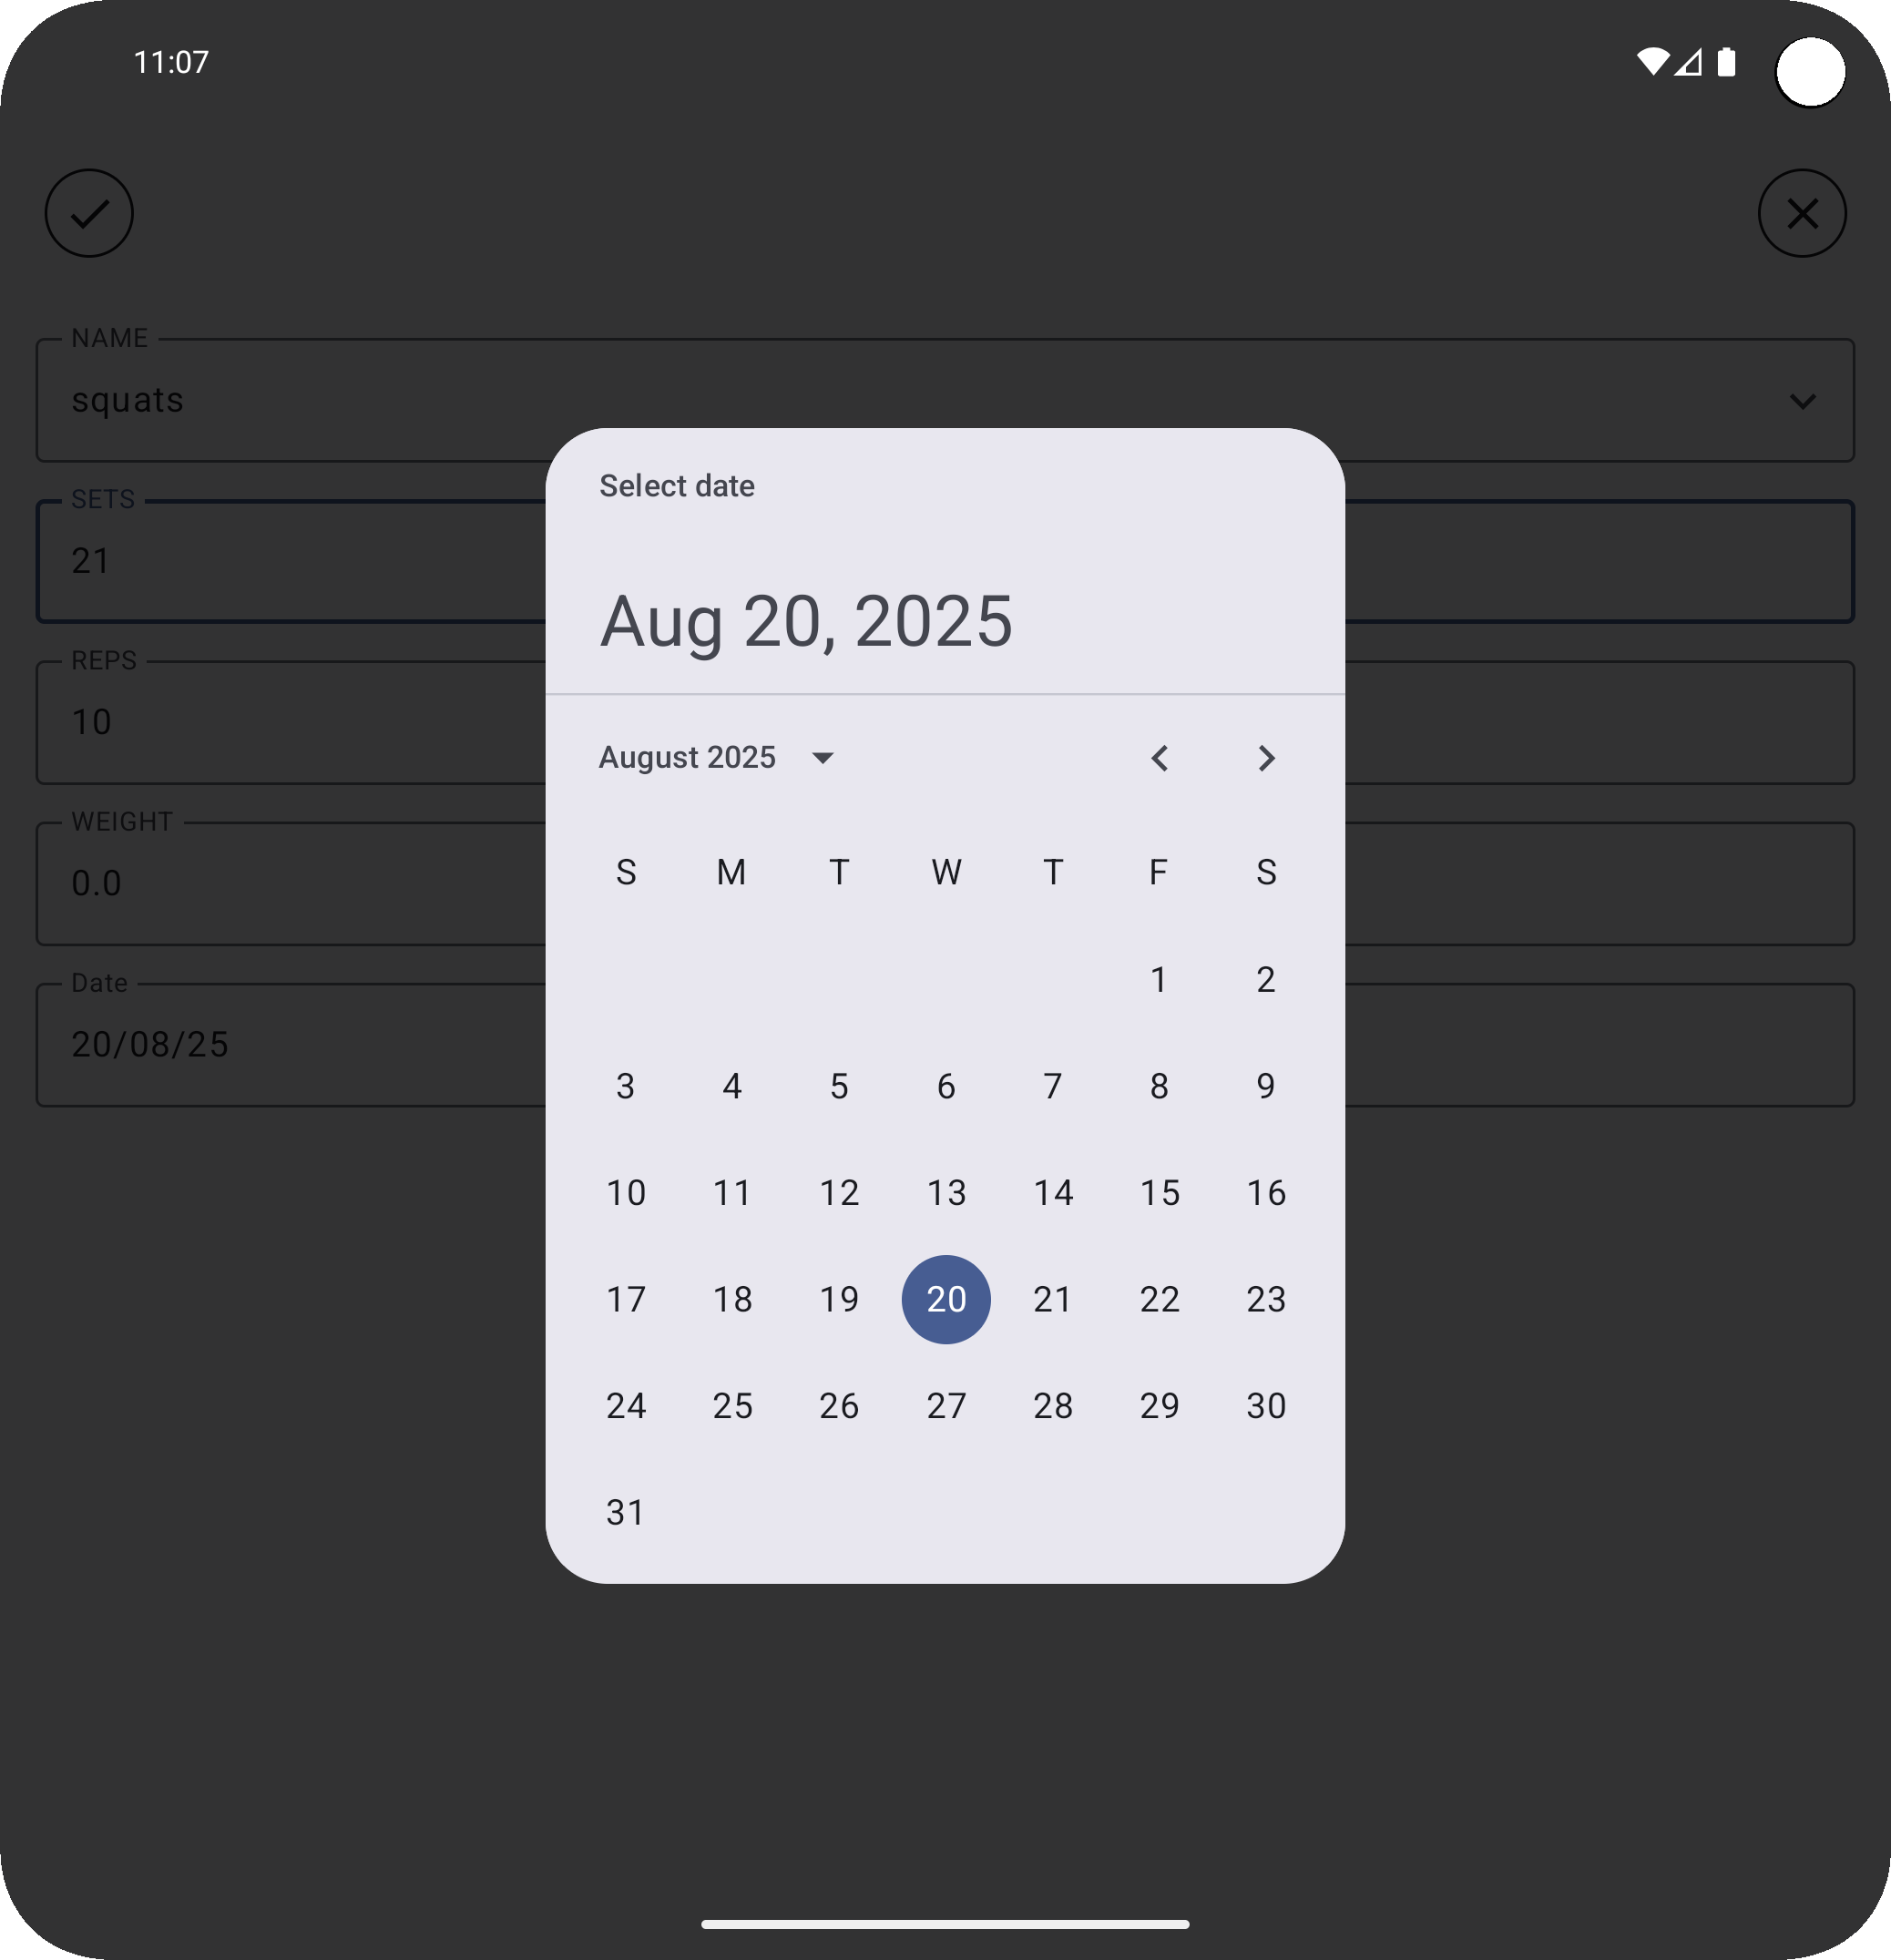 11:07
NAME
squats
SETS
21
REPS
10
WEIGHT
0.0
Date
20/08/25
Select date
Aug 20, 2025
August 2025
S M T W T F S
1 2
3 4 5 6 7 8 9
10 11 12 13 14 15 16
17 18 19 20 21 22 23
24 25 26 27 28 29 30
31